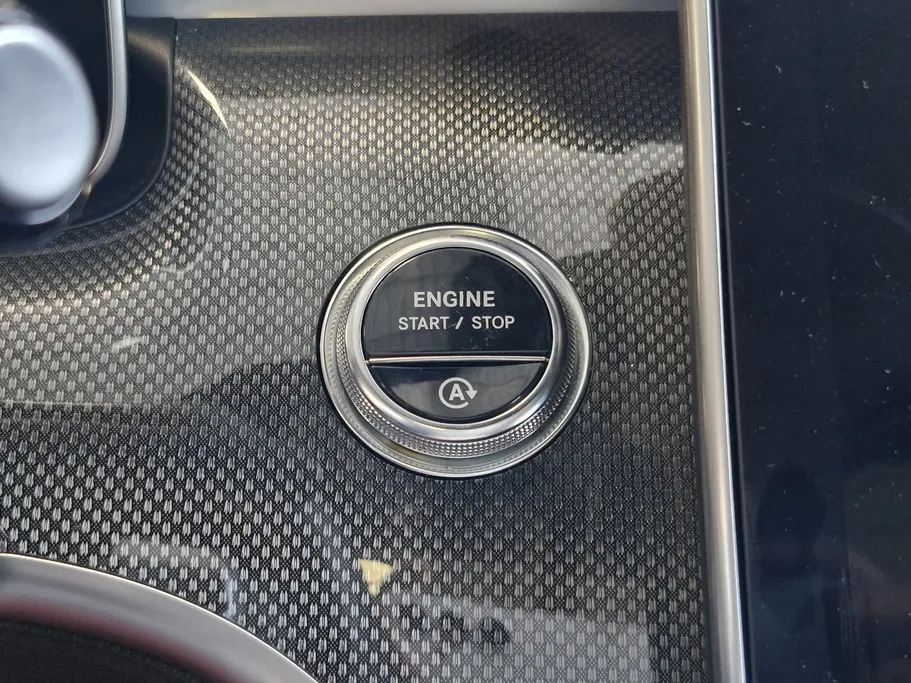 ENGINE
START / STOP
A